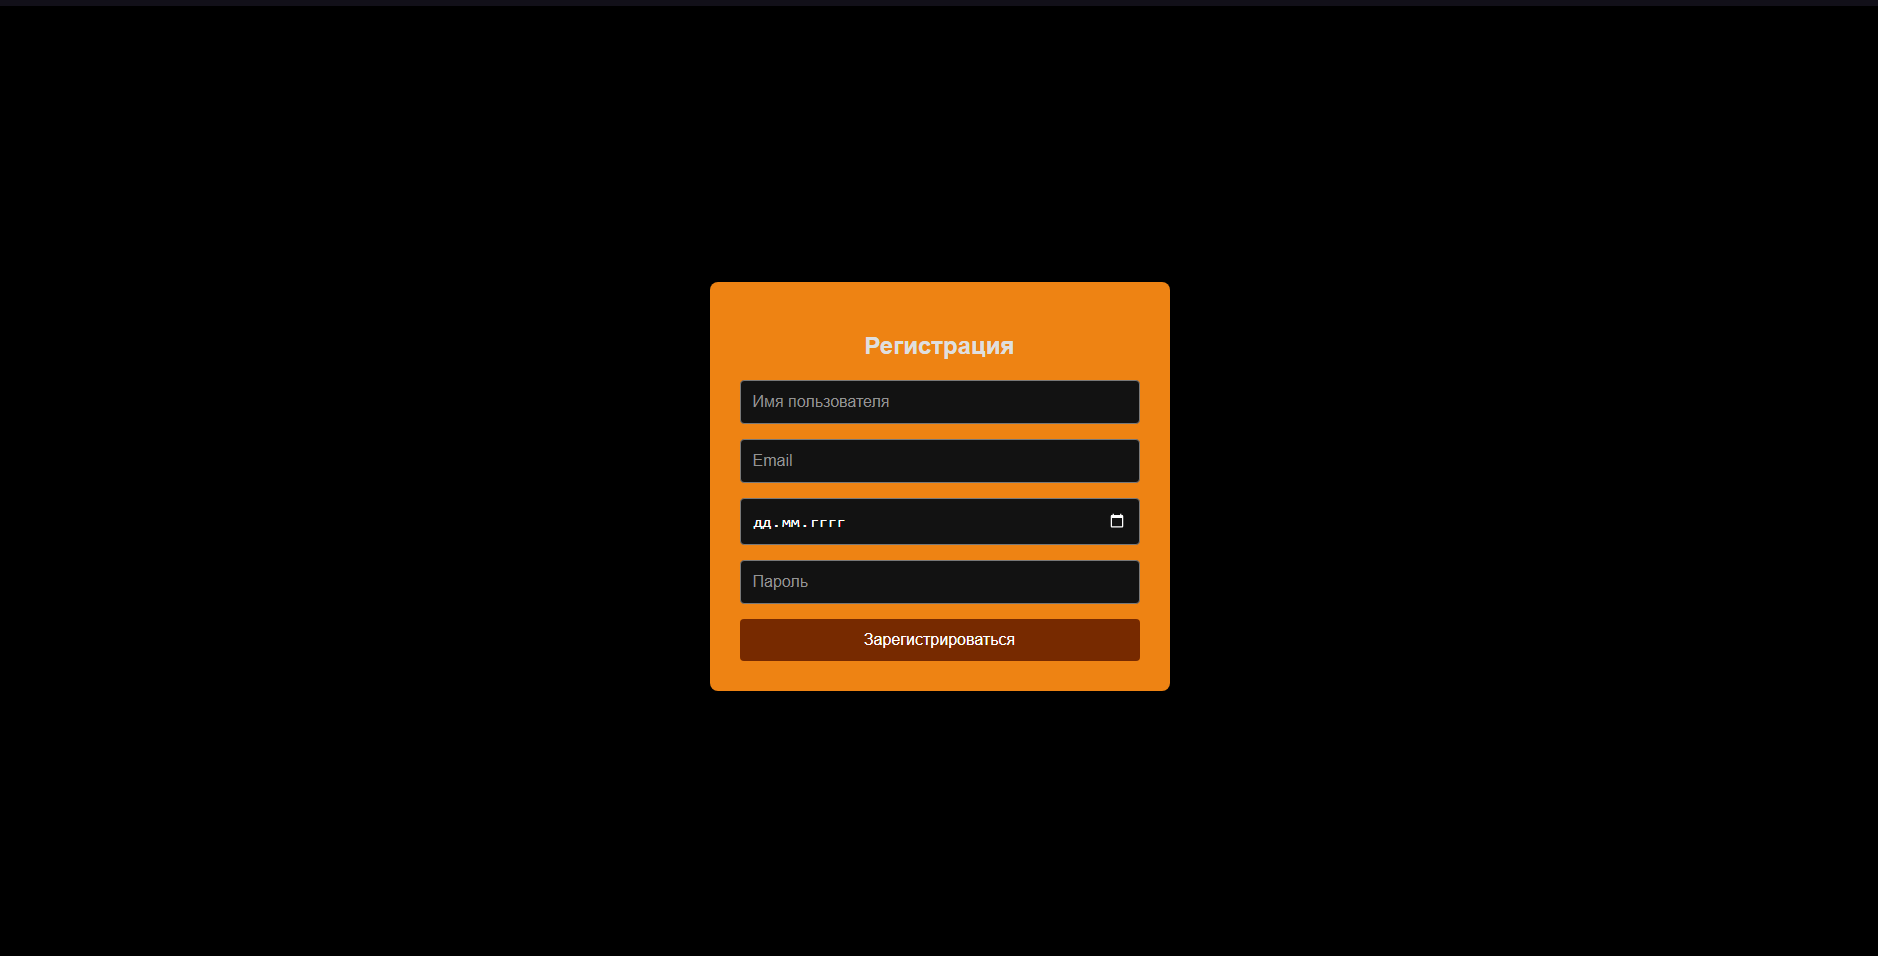 Регистрация
Имя пользователя
Email
дд.мм.гггг
Пароль
Зарегистрироваться